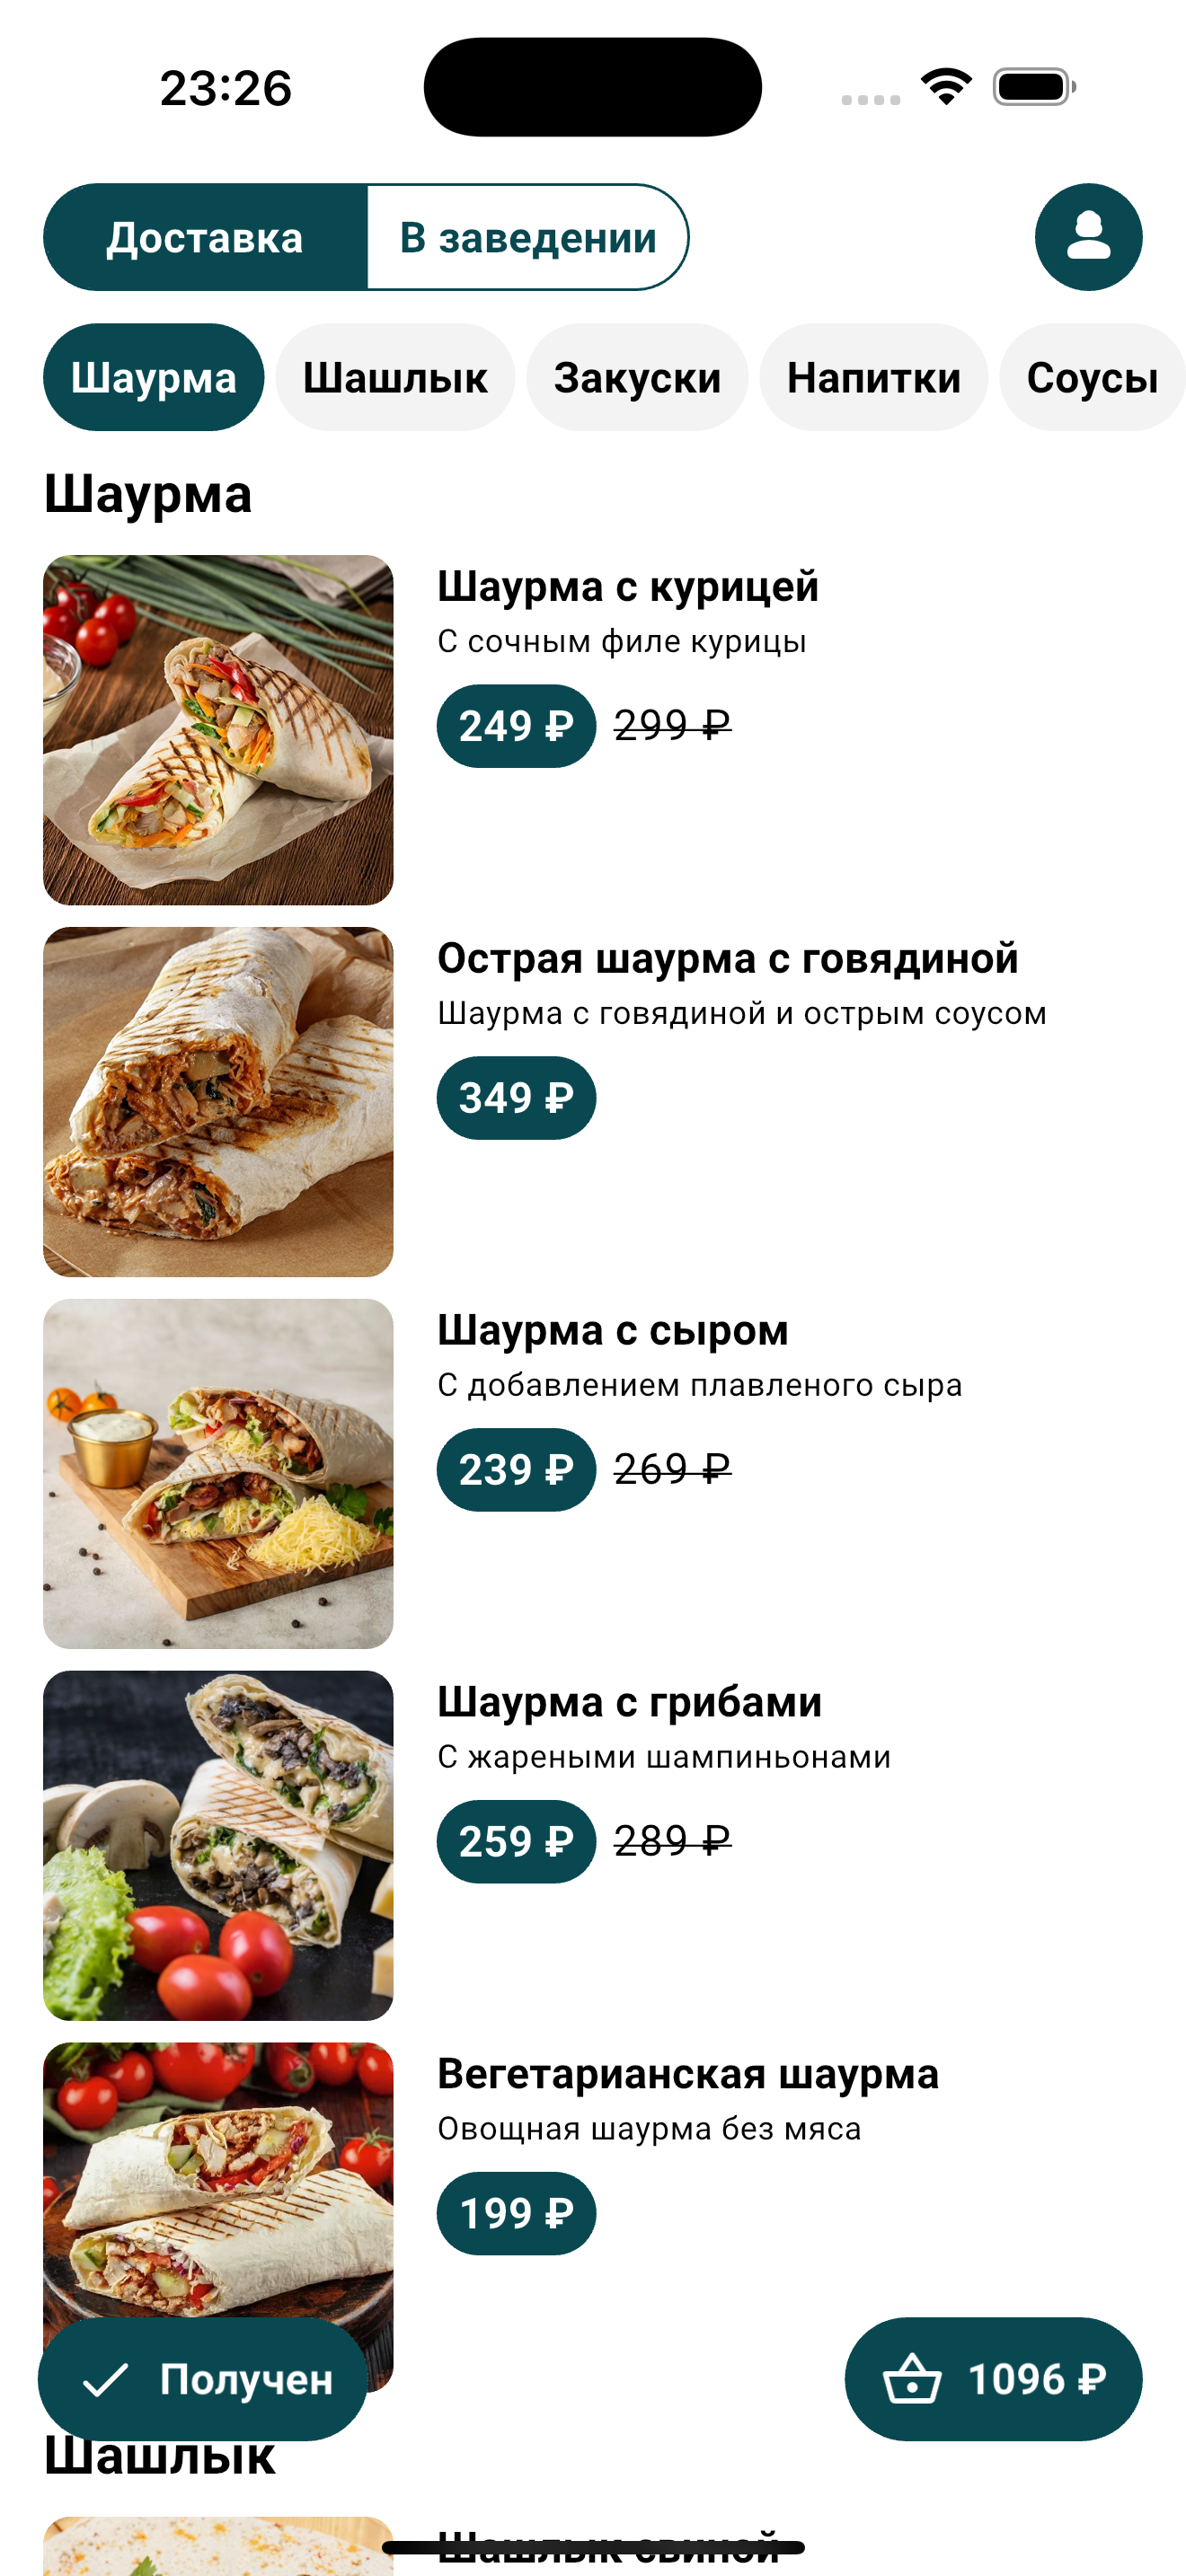 23:26
Доставка
В заведении
Шаурма
Шашлык
Закуски
Напитки
Соусы
Шаурма
Шаурма с курицей
С сочным филе курицы
249 ₽ 299 ₽
Острая шаурма с говядиной
Шаурма с говядиной и острым соусом
349 ₽
Шаурма с сыром
С добавлением плавленого сыра
239 ₽ 269 ₽
Шаурма с грибами
С жареными шампиньонами
259 ₽ 289 ₽
Вегетарианская шаурма
Овощная шаурма без мяса
199 ₽
Получен
1096 ₽
Шашлык
Шашлык свиной